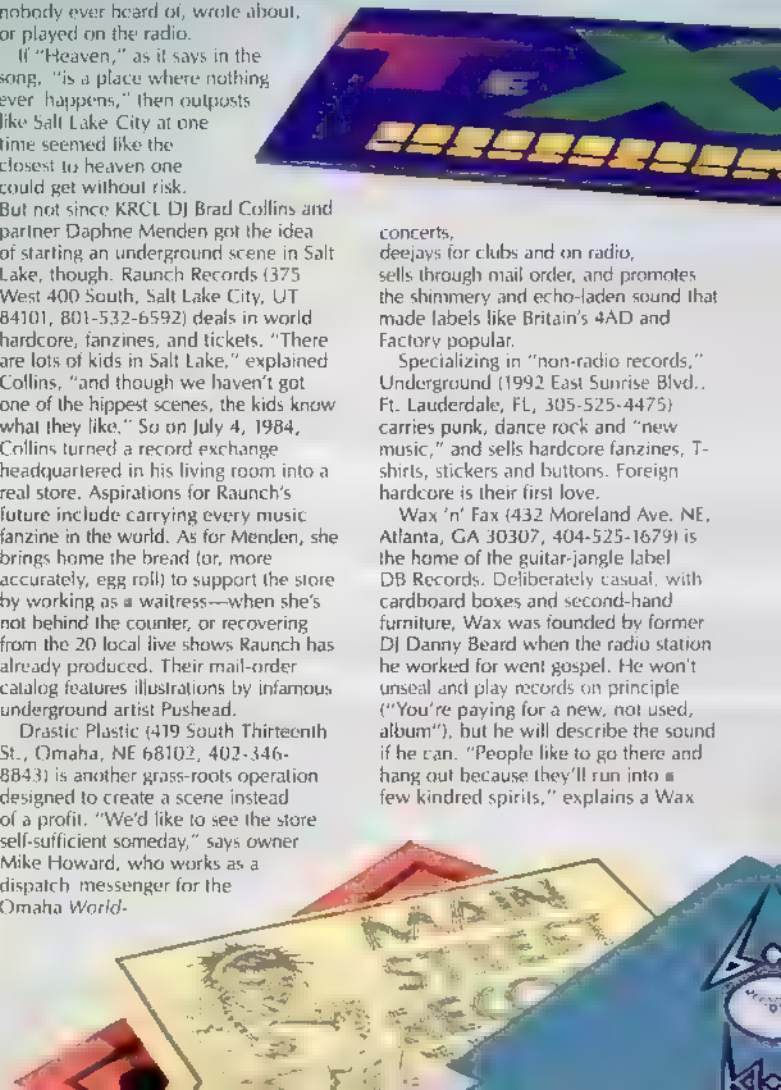 nobody ever heard of, wrote about,
or played on the radio.
If "Heaven," as it says in the
song, "is a place where nothing
ever happens," then outposts
like Salt Lake City at one
time seemed like the
closest to heaven one
could get without risk.
But not since KRCL DJ Brad Collins and
partner Daphne Menden got the idea
of starting an underground scene in Salt
Lake, though. Raunch Records (375
West 400 South, Salt Lake City, UT
84101, 801-532-6592) deals in world
hardcore, fanzines, and tickets. "There
are lots of kids in Salt Lake," explained
Collins, "and though we haven't got
one of the hippest scenes, the kids know
what they like." So on July 4, 1984,
Collins turned a record exchange
headquartered in his living room into a
real store. Aspirations for Raunch's
future include carrying every music
fanzine in the world. As for Menden, she
brings home the bread (or, more
accurately, egg roll) to support the store
by working as a waitress—when she's
not behind the counter, or recovering
from the 20 local live shows Raunch has
already produced. Their mail-order
catalog features illustrations by infamous
underground artist Pushead.
Drastic Plastic (419 South Thirteenth
St., Omaha, NE 68102, 402-346-
8843) is another grass-roots operation
designed to create a scene instead
of a profit. "We'd like to see the store
self-sufficient someday," says owner
Mike Howard, who works as a
dispatch messenger for the
Omaha World-
concerts,
deejays for clubs and on radio,
sells through mail order, and promotes
the shimmery and echo-laden sound that
made labels like Britain's 4AD and
Factory popular.
Specializing in "non-radio records,"
Underground (1992 East Sunrise Blvd.,
Ft. Lauderdale, FL, 305-525-4475)
carries punk, dance rock and "new
music," and sells hardcore fanzines, T-
shirts, stickers and buttons. Foreign
hardcore is their first love.
Wax 'n' Fax (432 Moreland Ave. NE,
Atlanta, GA 30307, 404-525-1679) is
the home of the guitar-jangle label
DB Records. Deliberately casual, with
cardboard boxes and second-hand
furniture, Wax was founded by former
DJ Danny Beard when the radio station
he worked for went gospel. He won't
unseal and play records on principle
("You're paying for a new, not used,
album"), but he will describe the sound
if he can. "People like to go there and
hang out because they'll run into a
few kindred spirits," explains a Wax
STREET
RECO